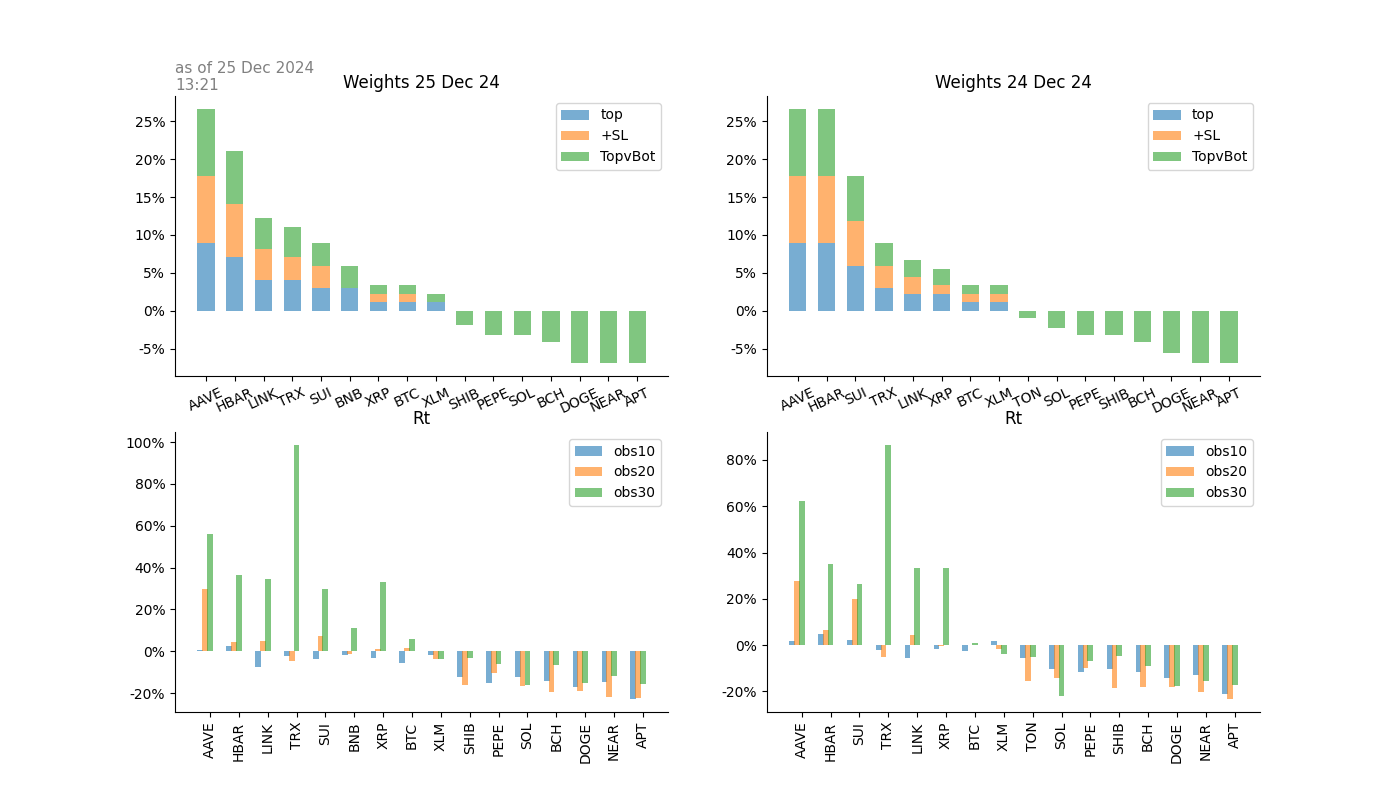 as of 25 Dec 2024
13:21
Weights 25 Dec 24
25%
20%
15%
10%
5%
0%
-5%
top
+SL
TopvBot
AAVE HBAR LINK TRX SUI BNB XRP BTC XLM SHIB PEPE SOL BCH DOGE NEAR APT
Weights 24 Dec 24
25%
20%
15%
10%
5%
0%
-5%
top
+SL
TopvBot
AAVE HBAR SUI TRX LINK XRP BTC XLM TON SOL PEPE SHIB BCH DOGE NEAR APT
Rt
100%
80%
60%
40%
20%
0%
-20%
obs10
obs20
obs30
AAVE HBAR LINK TRX SUI BNB XRP BTC XLM SHIB PEPE SOL BCH DOGE NEAR APT
Rt
80%
60%
40%
20%
0%
-20%
obs10
obs20
obs30
AAVE HBAR SUI TRX LINK XRP BTC XLM TON SOL PEPE SHIB BCH DOGE NEAR APT